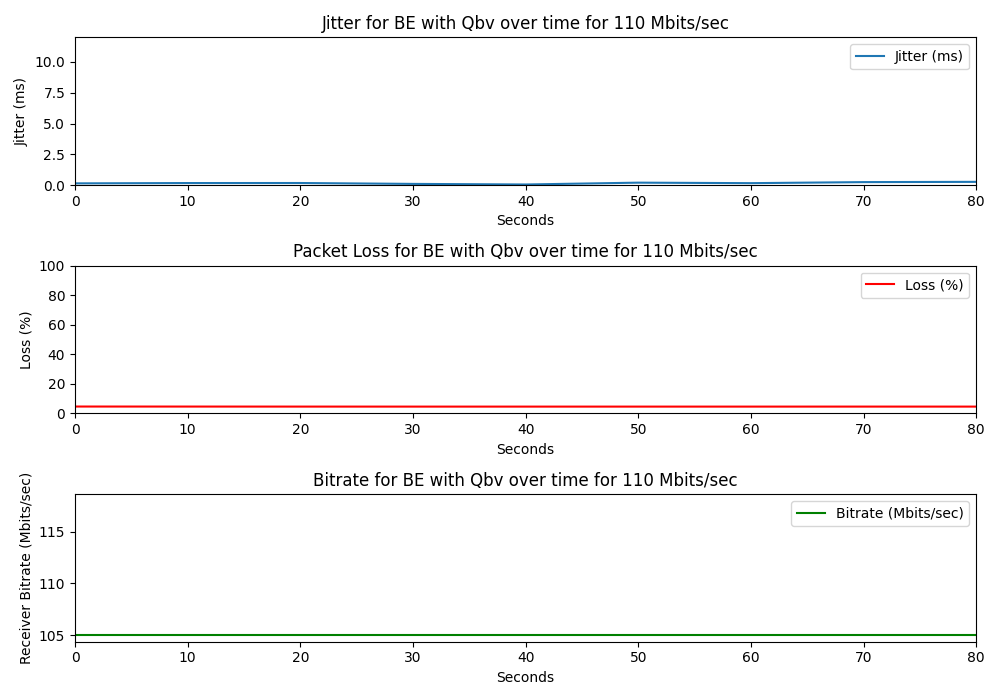 Jitter for BE with Qbv over time for 110 Mbits/sec
Jitter (ms)
10.0
7.5
5.0
2.5
0.0
Jitter (ms)
0 10 20 30 40 50 60 70 80
Seconds
Packet Loss for BE with Qbv over time for 110 Mbits/sec
Loss (%)
100
80
60
40
20
0
Loss (%)
0 10 20 30 40 50 60 70 80
Seconds
Bitrate for BE with Qbv over time for 110 Mbits/sec
Receiver Bitrate (Mbits/sec)
115
110
105
Bitrate (Mbits/sec)
0 10 20 30 40 50 60 70 80
Seconds